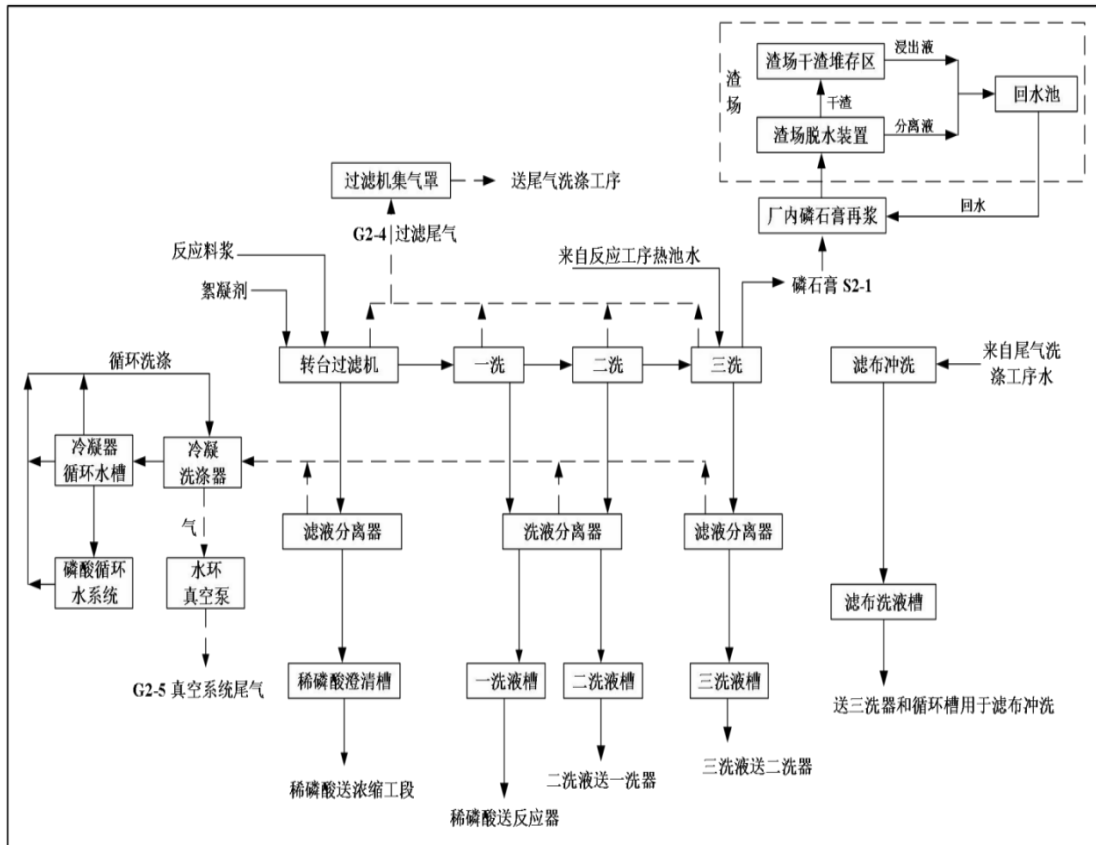 渣场干渣堆存区
浸出液
渣
场
干渣
回水池
渣场脱水装置
分离液
过滤机集气罩
送尾气洗涤工序
厂内磷石膏再浆
回水
G2-4 过滤尾气
反应料浆
来自反应工序热池水
絮凝剂
磷石膏 S2-1
转台过滤机
一洗
二洗
三洗
滤布冲洗
来自尾气洗
涤工序水
循环洗涤
冷凝器
循环水槽
冷凝
洗涤器
气
滤液分离器
洗液分离器
滤液分离器
磷酸循环
水系统
水环
真空泵
滤布洗液槽
G2-5 真空系统尾气
稀磷酸澄清槽
一洗液槽
二洗液槽
三洗液槽
送三洗器和循环槽用于滤布冲洗
稀磷酸送浓缩工段
稀磷酸送反应器
二洗液送一洗器
三洗液送二洗器